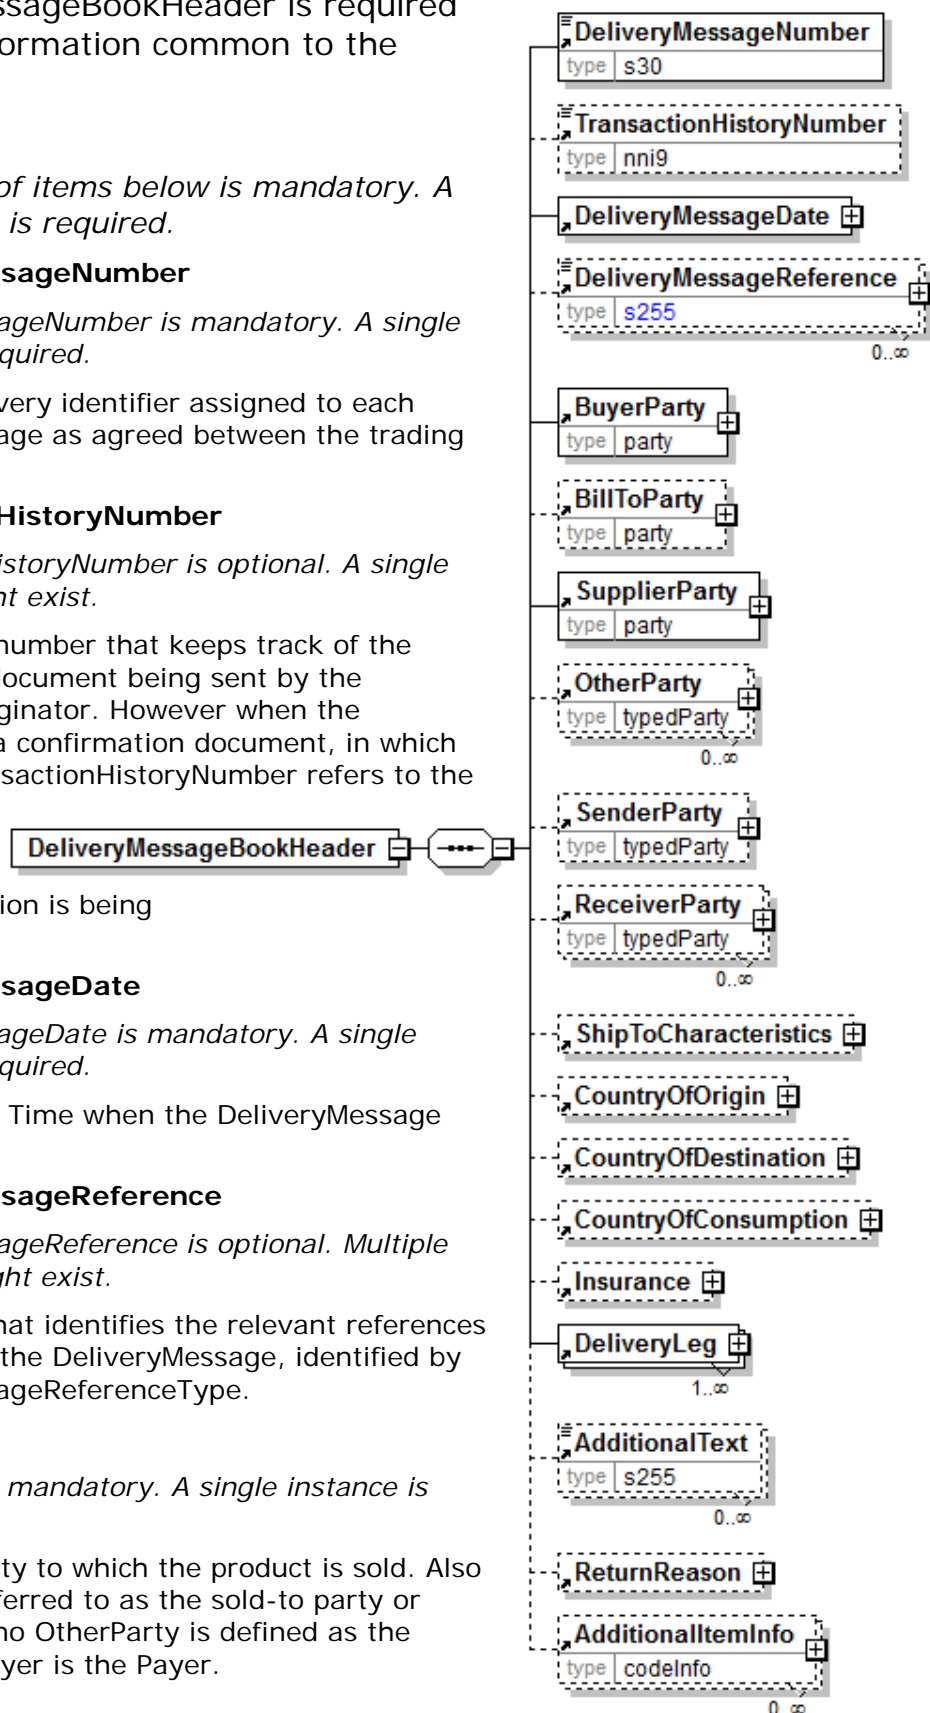 ssageBookHeader is required
formation common to the
of items below is mandatory. A
is required.
ssageNumber
ageNumber is mandatory. A single
quired.
very identifier assigned to each
age as agreed between the trading
HistoryNumber
istoryNumber is optional. A single
ht exist.
number that keeps track of the
document being sent by the
ginator. However when the
a confirmation document, in which
nsactionHistoryNumber refers to the
DeliveryMessageBookHeader
tion is being
ssageDate
ageDate is mandatory. A single
quired.
Time when the DeliveryMessage
ssageReference
ageReference is optional. Multiple
ght exist.
hat identifies the relevant references
the DeliveryMessage, identified by
ageReferenceType.
mandatory. A single instance is
ty to which the product is sold. Also
ferred to as the sold-to party or
no OtherParty is defined as the
yer is the Payer.
DeliveryMessageNumber
type s30
TransactionHistoryNumber
type nni9
DeliveryMessageDate
DeliveryMessageReference
type s255
0..∞
BuyerParty
type party
BillToParty
type party
SupplierParty
type party
OtherParty
type typedParty
0..∞
SenderParty
type typedParty
ReceiverParty
type typedParty
0..∞
ShipToCharacteristics
CountryOfOrigin
CountryOfDestination
CountryOfConsumption
Insurance
DeliveryLeg
1..∞
AdditionalText
type s255
0..∞
ReturnReason
AdditionalItemInfo
type codeInfo
0..∞